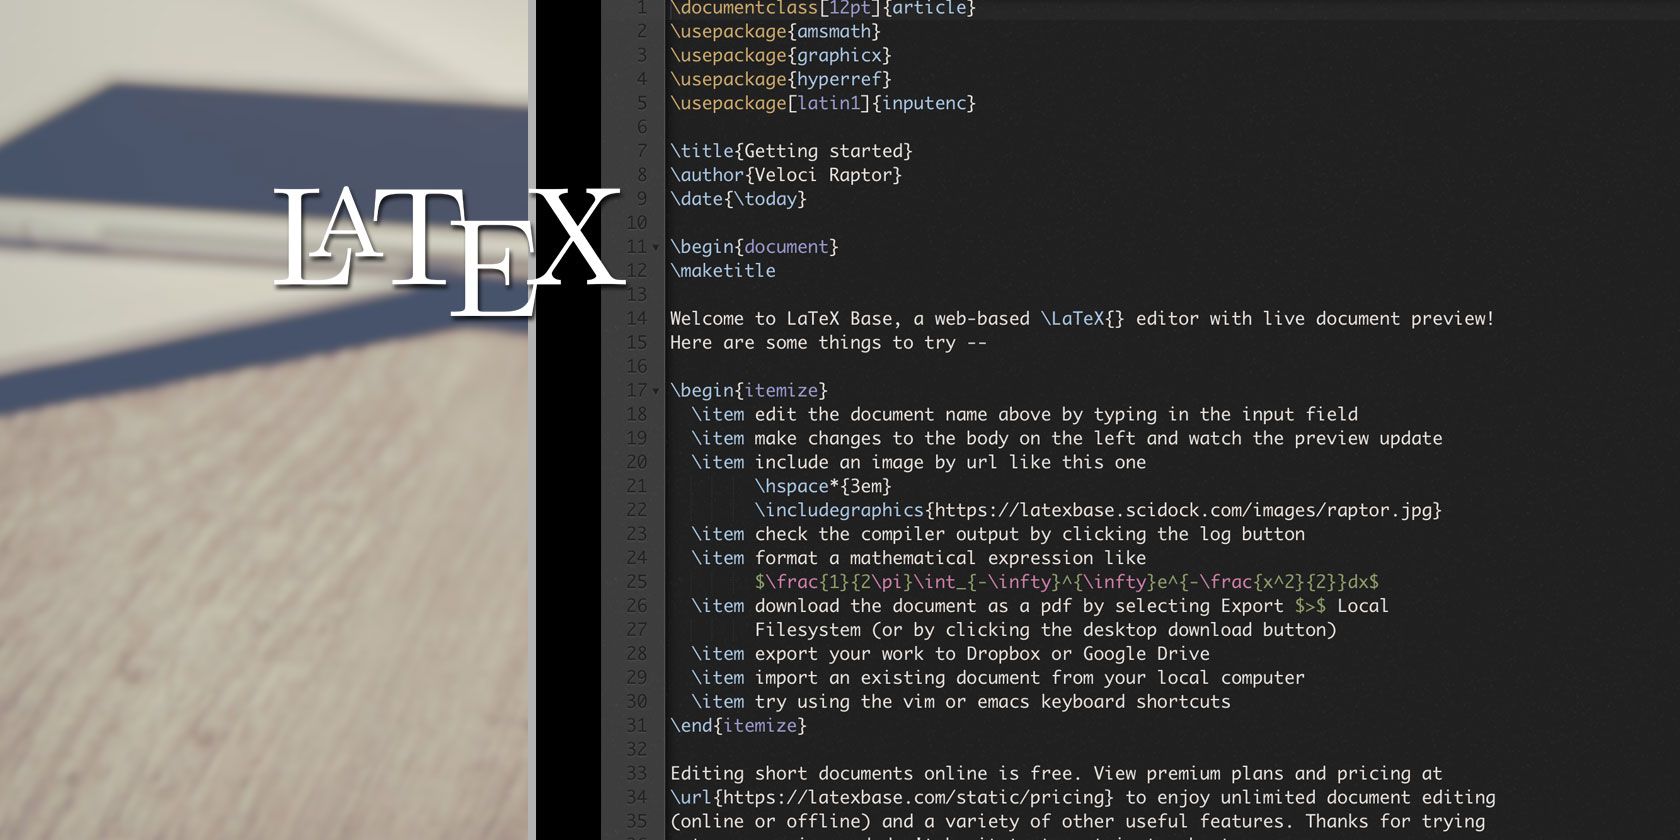 LATEX
1 \documentclass[12pt]{article}
2 \usepackage{amsmath}
3 \usepackage{graphicx}
4 \usepackage{hyperref}
5 \usepackage[latin1]{inputenc}
6
7 \title{Getting started}
8 \author{Veloci Raptor}
9 \date{\today}
10
11 \begin{document}
12 \maketitle
13
14 Welcome to LaTeX Base, a web-based \LaTeX{} editor with live document preview!
15 Here are some things to try --
16
17 \begin{itemize}
18 \item edit the document name above by typing in the input field
19 \item make changes to the body on the left and watch the preview update
20 \item include an image by url like this one
21 \hspace*{3em}
22 \includegraphics{https://latexbase.scidock.com/images/raptor.jpg}
23 \item check the compiler output by clicking the log button
24 \item format a mathematical expression like
25 $\frac{1}{2\pi}\int_{-\infty}^{\infty}e^{-\frac{x^2}{2}}dx$
26 \item download the document as a pdf by selecting Export $>$ Local
27 Filesystem (or by clicking the desktop download button)
28 \item export your work to Dropbox or Google Drive
29 \item import an existing document from your local computer
30 \item try using the vim or emacs keyboard shortcuts
31 \end{itemize}
32
33 Editing short documents online is free. View premium plans and pricing at
34 \url{https://latexbase.com/static/pricing} to enjoy unlimited document editing
35 (online or offline) and a variety of other useful features. Thanks for trying